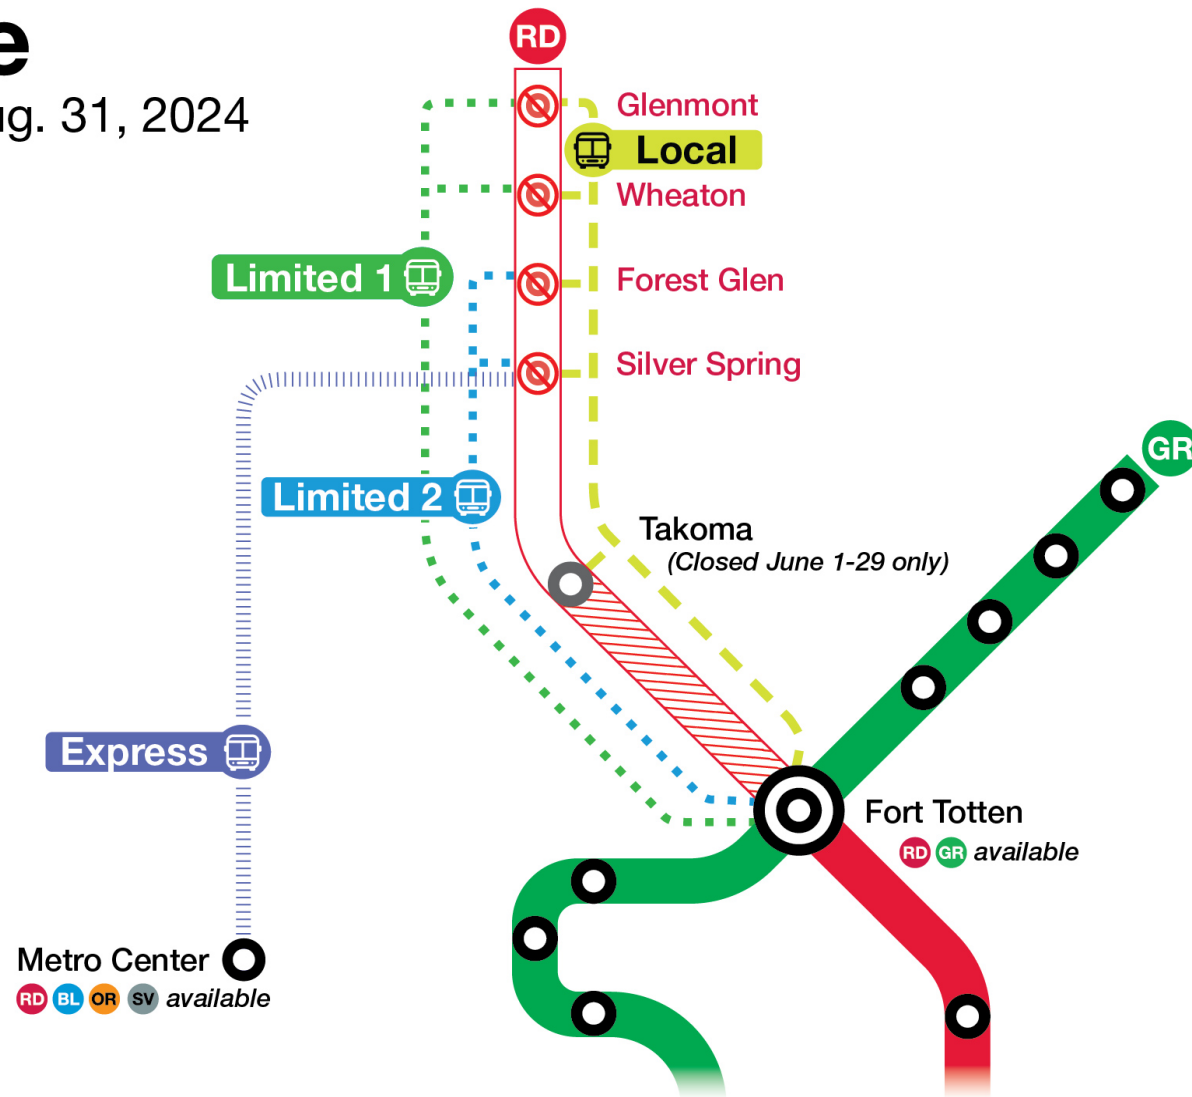 RD
Glenmont
Local
Wheaton
Limited 1
Forest Glen
Silver Spring
GR
Limited 2
Takoma
(Closed June 1-29 only)
Express
Fort Totten
RD GR available
Metro Center
RD BL OR SV available
31, 2024